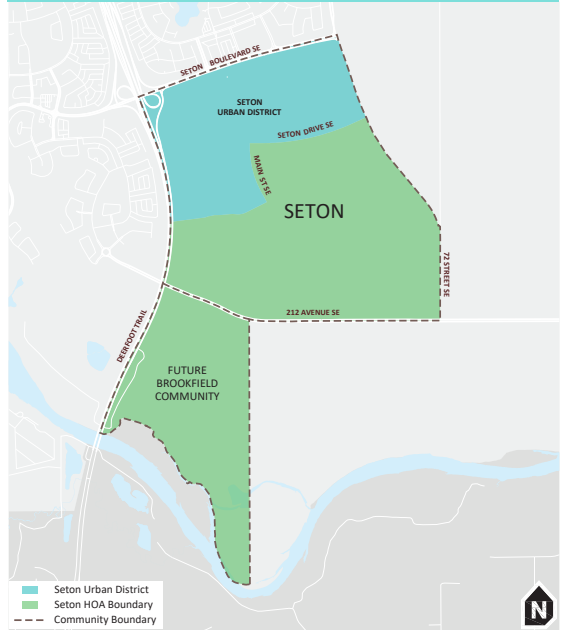 SETON BOULEVARD SE
SETON
URBAN DISTRICT
SETON DRIVE SE
MAIN ST SE
SETON
72 STREET SE
212 AVENUE SE
DEERFOOT TRAIL
FUTURE
BROOKFIELD
COMMUNITY
Seton Urban District
Seton HOA Boundary
Community Boundary
N